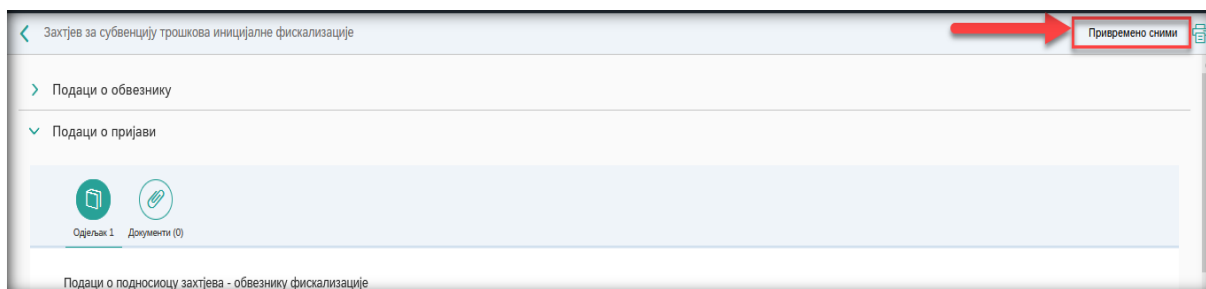 Захтјев за субвенцију трошкова иницијалне фискализације
Привремено сними
Подаци о обвезнику
Подаци о пријави
Одјељак 1
Документи (0)
Подаци о подносиоцу захтјева - обвезнику фискализације